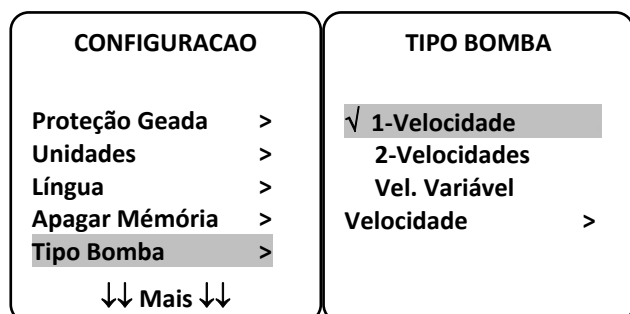 CONFIGURACAO
Proteção Geada >
Unidades >
Língua >
Apagar Mémória >
Tipo Bomba >
↓↓ Mais ↓↓
TIPO BOMBA
√ 1-Velocidade
2-Velocidades
Vel. Variável
Velocidade >